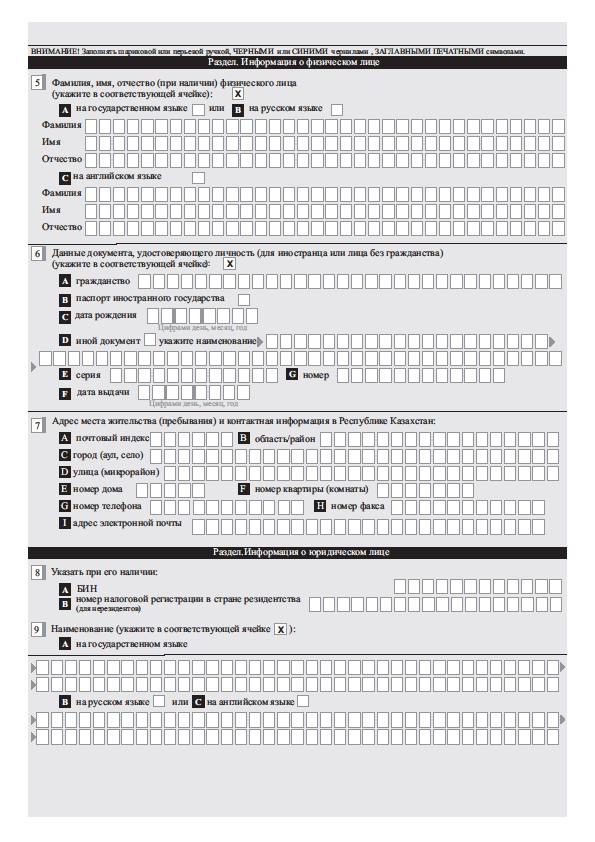 ВНИМАНИЕ! Заполнять шариковой или перьевой ручкой, ЧЕРНЫМИ или СИНИМИ чернилами , ЗАГЛАВНЫМИ ПЕЧАТНЫМИ символами.
Раздел. Информация о физическом лице
5 Фамилия, имя, отчество (при наличии) физического лица
(укажите в соответствующей ячейке): X
A на государственном языке или B на русском языке
Фамилия
Имя
Отчество
C на английском языке
Фамилия
Имя
Отчество
6 Данные документа, удостоверяющего личность (для иностранца или лица без гражданства)
(укажите в соответствующей ячейке): X
A гражданство
B паспорт иностранного государства
C дата рождения
Цифрами день, месяц, год
D иной документ укажите наименование
E серия G номер
F дата выдачи
Цифрами день, месяц, год
7 Адрес места жительства (пребывания) и контактная информация в Республике Казахстан:
A почтовый индекс B область/район
C город (аул, село)
D улица (микрорайон)
E номер дома F номер квартиры (комнаты)
G номер телефона H номер факса
I адрес электронной почты
Раздел.Информация о юридическом лице
8 Указать при его наличии:
A БИН
B номер налоговой регистрации в стране резидентства
(для нерезидентов)
9 Наименование (укажите в соответствующей ячейке X ):
A на государственном языке
B на русском языке или C на английском языке